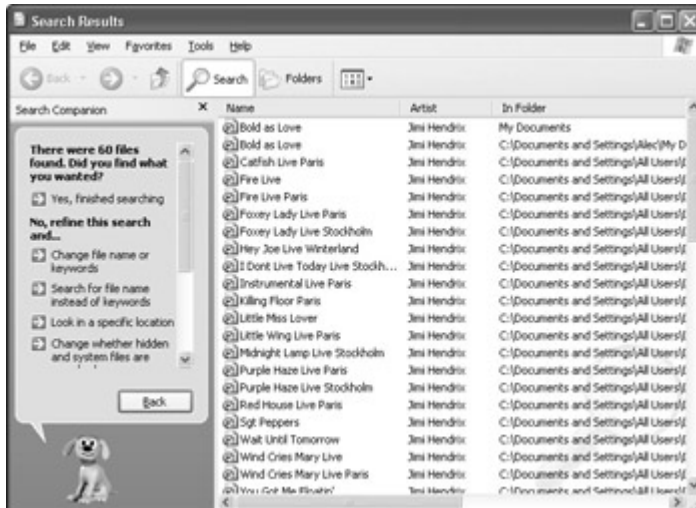 Search Results
File Edit View Favorites Tools Help
Back Search Folders
Search Companion
There were 60 files
found. Did you find what
you wanted?
Yes, finished searching
No, refine this search
and...
Change file name or
keywords
Search for file name
instead of keywords
Look in a specific location
Change whether hidden
and system files are
Back
Name Artist In Folder
Bold as Love Jimi Hendrix My Documents
Bold as Love Jimi Hendrix C:\Documents and Settings\Alec\My D
Catfish Live Paris Jimi Hendrix C:\Documents and Settings\All Users\
Fire Live Jimi Hendrix C:\Documents and Settings\All Users\
Fire Live Paris Jimi Hendrix C:\Documents and Settings\All Users\
Foxey Lady Live Paris Jimi Hendrix C:\Documents and Settings\All Users\
Foxey Lady Live Stockholm Jimi Hendrix C:\Documents and Settings\All Users\
Hey Joe Live Winterland Jimi Hendrix C:\Documents and Settings\All Users\
I Dont Live Today Live Stockh... Jimi Hendrix C:\Documents and Settings\All Users\
Instrumental Live Paris Jimi Hendrix C:\Documents and Settings\All Users\
Killing Floor Paris Jimi Hendrix C:\Documents and Settings\All Users\
Little Miss Lover Jimi Hendrix C:\Documents and Settings\All Users\
Little Wing Live Paris Jimi Hendrix C:\Documents and Settings\All Users\
Midnight Lamp Live Stockholm Jimi Hendrix C:\Documents and Settings\All Users\
Purple Haze Live Paris Jimi Hendrix C:\Documents and Settings\All Users\
Purple Haze Live Stockholm Jimi Hendrix C:\Documents and Settings\All Users\
Red House Live Paris Jimi Hendrix C:\Documents and Settings\All Users\
Sgt Peppers Jimi Hendrix C:\Documents and Settings\All Users\
Wait Until Tomorrow Jimi Hendrix C:\Documents and Settings\All Users\
Wind Cries Mary Live Jimi Hendrix C:\Documents and Settings\All Users\
Wind Cries Mary Live Paris Jimi Hendrix C:\Documents and Settings\All Users\
You Got Me Floatin' Jimi Hendrix C:\Documents and Settings\All Users\